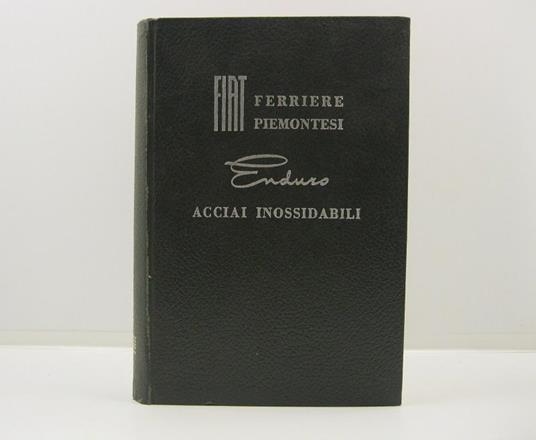 FIAT FERRIERE
PIEMONTESI
Enduro
ACCIAI INOSSIDABILI